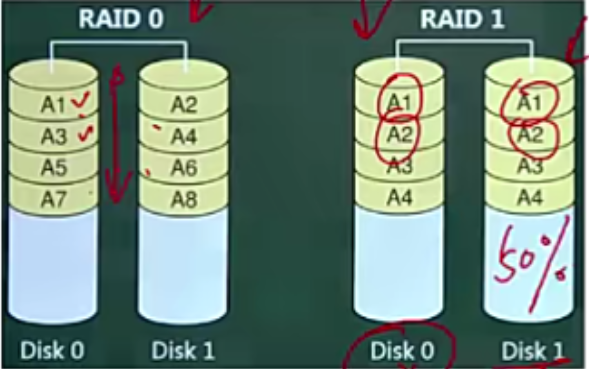 RAID 0
RAID 1
A1
A2
A1
A1
A3
A4
A2
A2
A5
A6
A3
A3
A7
A8
A4
A4
50%
Disk 0
Disk 1
Disk 0
Disk 1